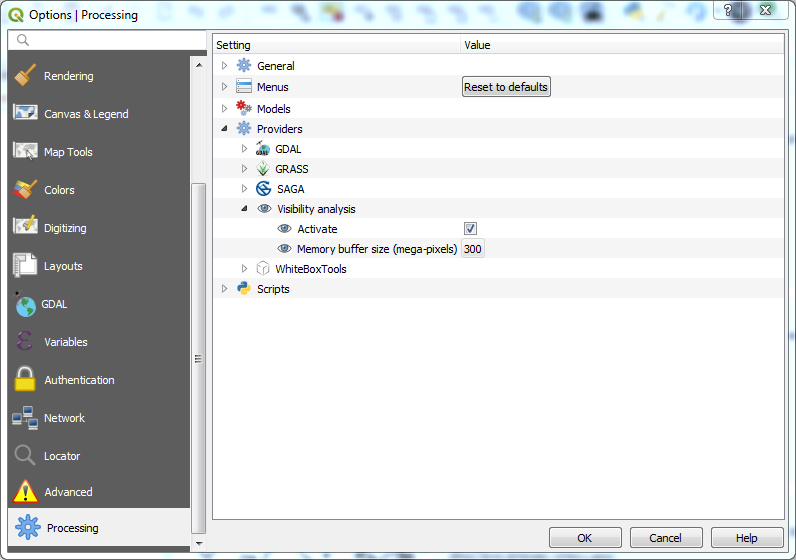 Options | Processing
?
Rendering
Canvas & Legend
Map Tools
Colors
Digitizing
Layouts
GDAL
Variables
Authentication
Network
Locator
Advanced
Processing
Setting Value
General
Menus Reset to defaults
Models
Providers
GDAL
GRASS
SAGA
Visibility analysis
Activate
Memory buffer size (mega-pixels) 300
WhiteBoxTools
Scripts
OK Cancel Help